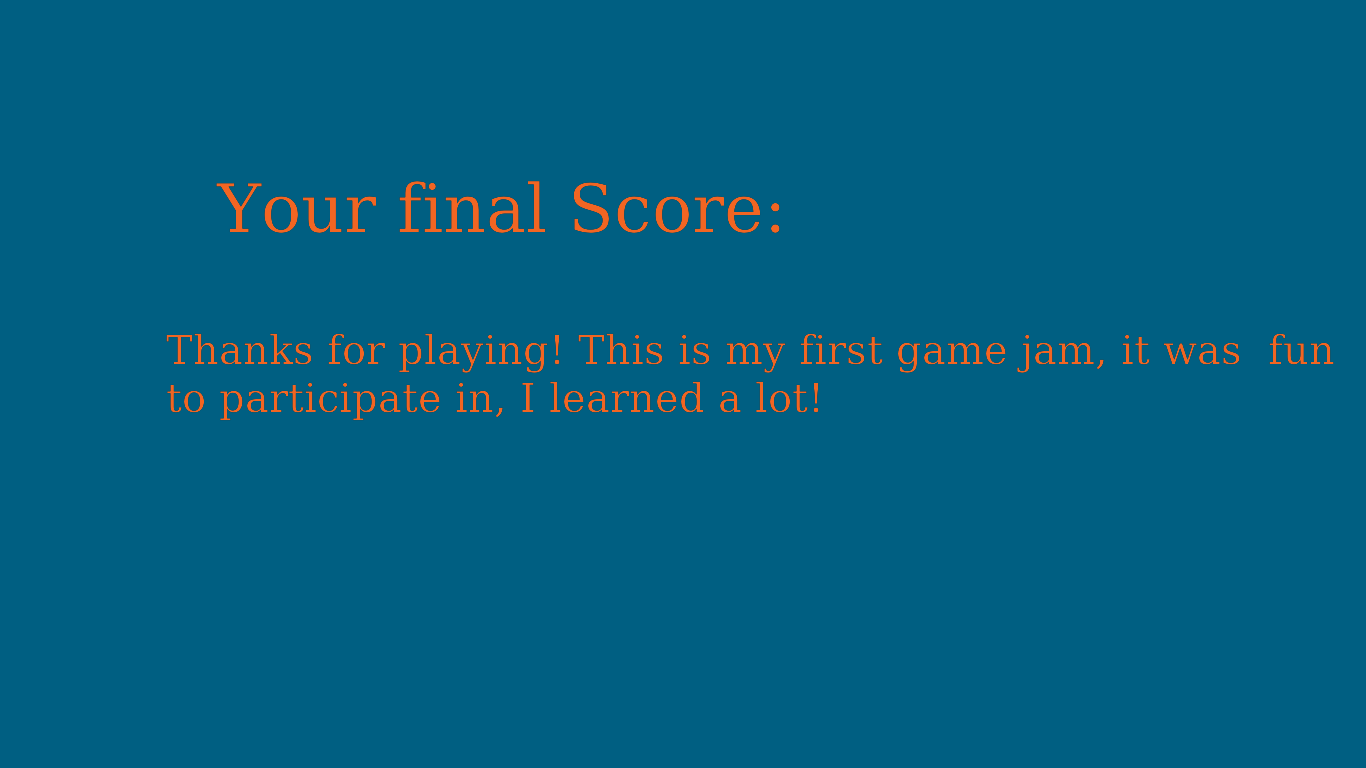 Your final Score:
Thanks for playing! This is my first game jam, it was  fun
to participate in, I learned a lot!